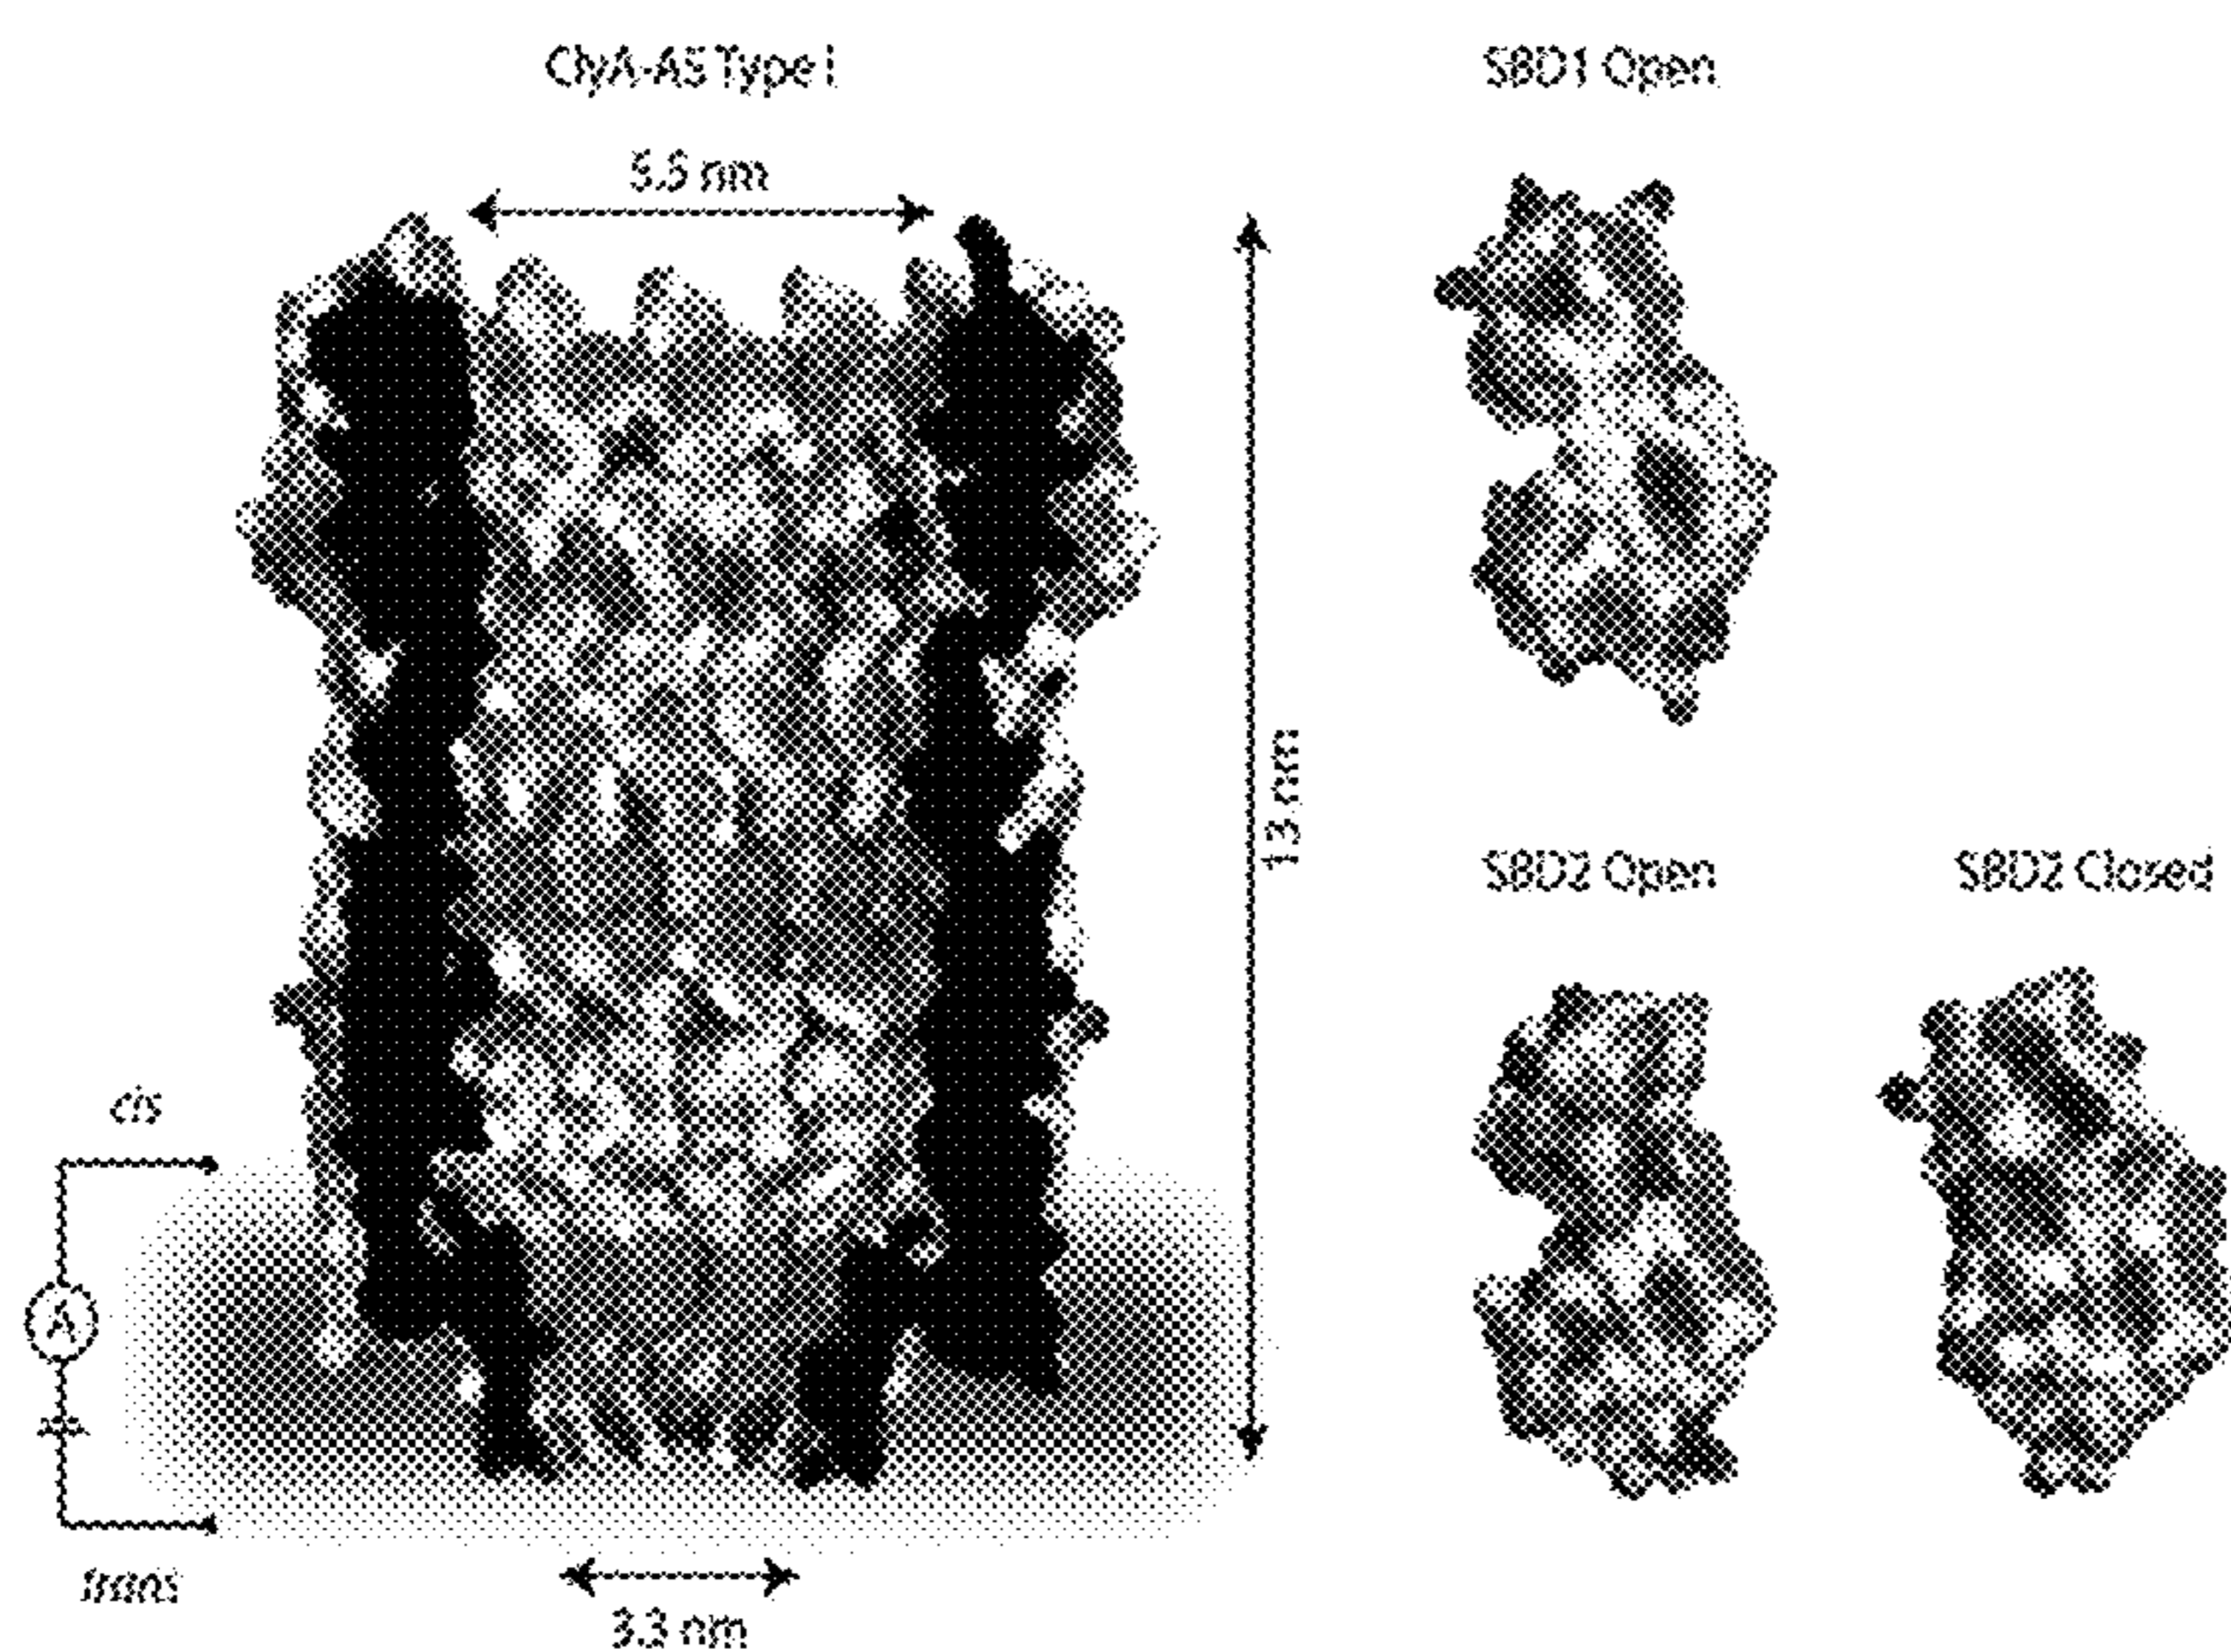 ClyA-AS Type I
SBD1 Open
5.5 nm
13 nm
SBD2 Open
SBD2 Closed
cis
A
trans
3.3 nm